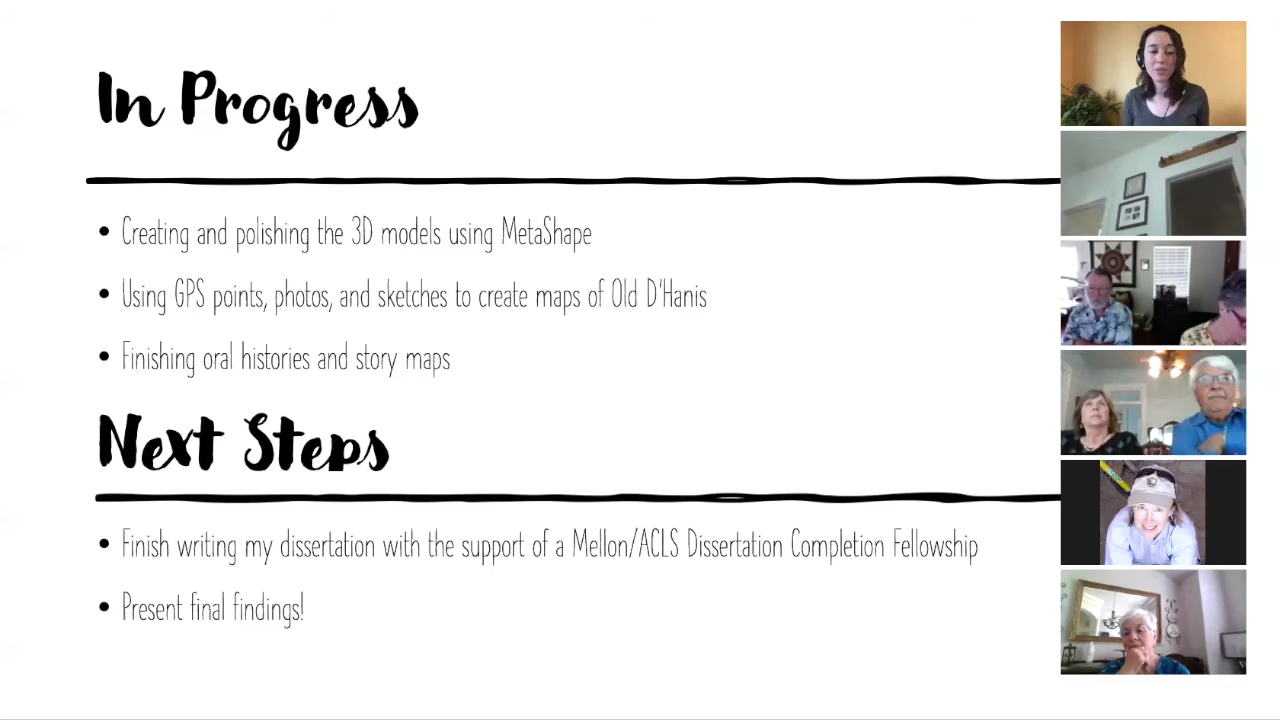 In Progress
• Creating and polishing the 3D models using MetaShape
• Using GPS points, photos, and sketches to create maps of Old D'Hanis
• Finishing oral histories and story maps
Next Steps
• Finish writing my dissertation with the support of a Mellon/ACLS Dissertation Completion Fellowship
• Present final findings!